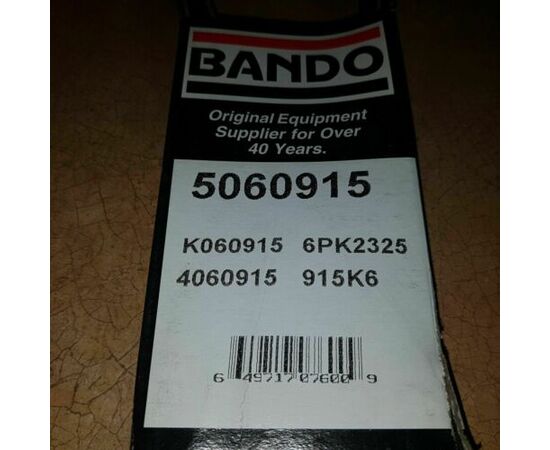 BANDO
Original Equipment
Supplier for Over
40 Years.
5060915
K060915 6PK2325
4060915 915K6
6 49717 07600 9